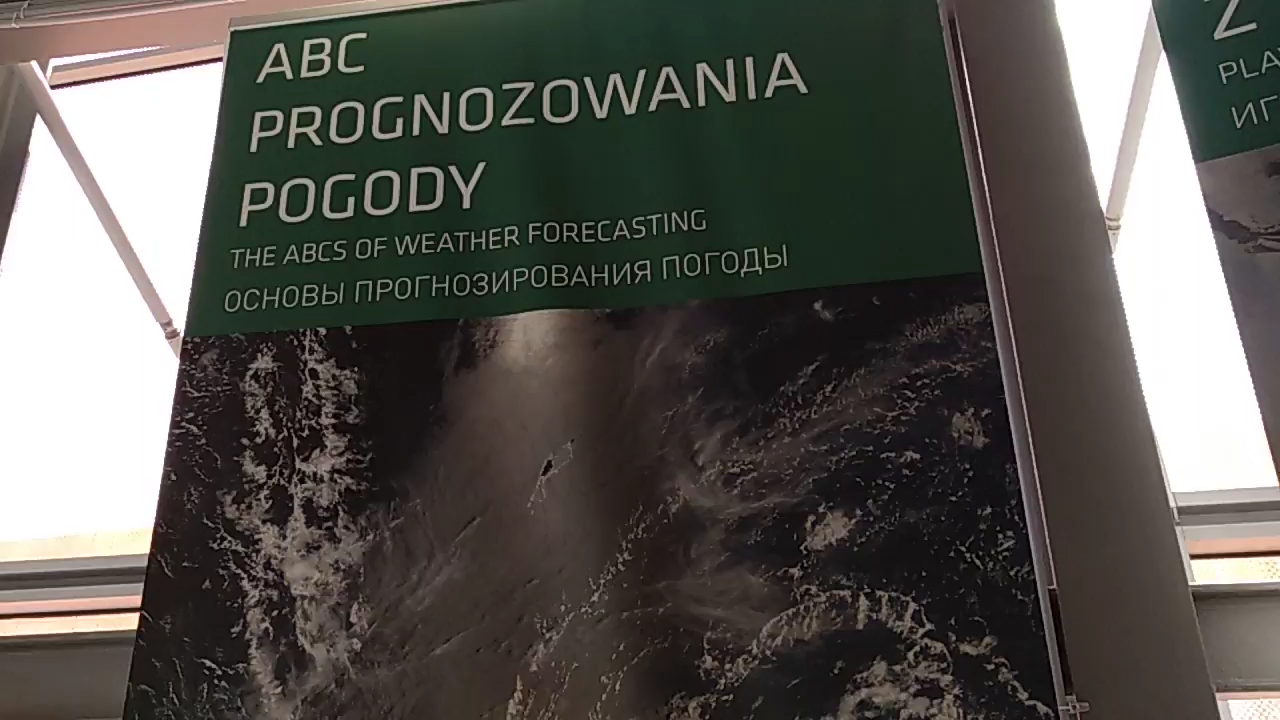 ABC
PROGNOZOWANIA
POGODY
THE ABCS OF WEATHER FORECASTING
ОСНОВЫ ПРОГНОЗИРОВАНИЯ ПОГОДЫ